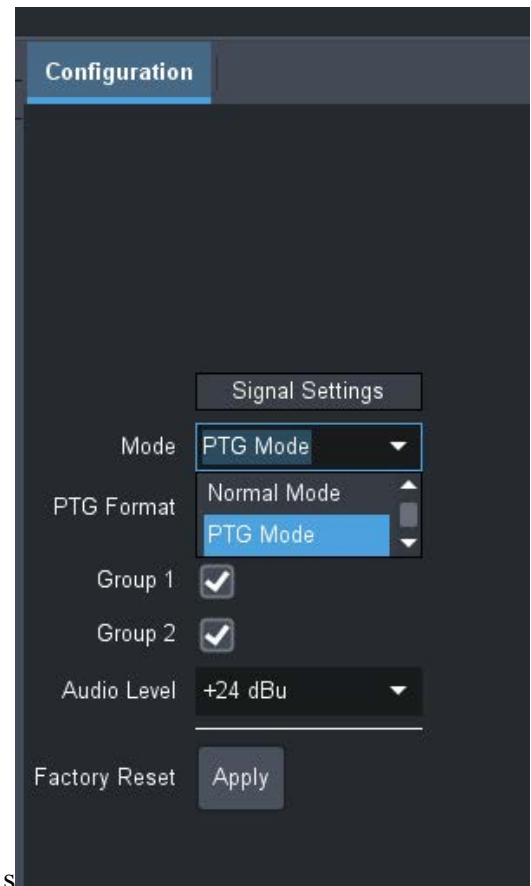 Configuration
Signal Settings
Mode PTG Mode
Normal Mode
PTG Format
PTG Mode
Group 1
Group 2
Audio Level +24 dBu
Factory Reset Apply
s